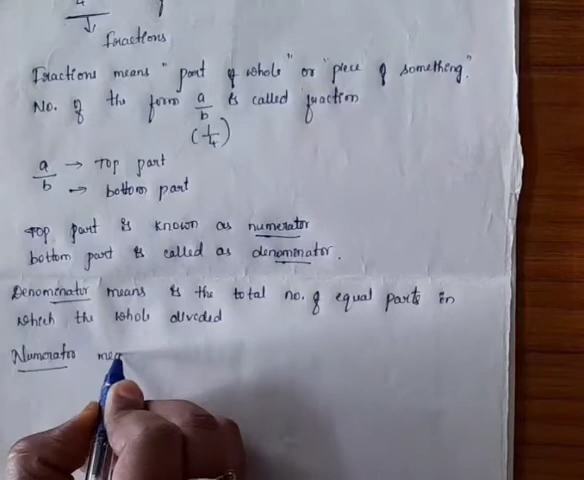 4
fractions
Fractions means "part of whole" or "piece of something."
No. of the form a/b is called fraction
(1/4)
a/b → Top part
→ bottom part
Top part is known as numerator
bottom part is called as denominator.
Denominator means is the total no. of equal parts in
which the whole divided
Numerator mea